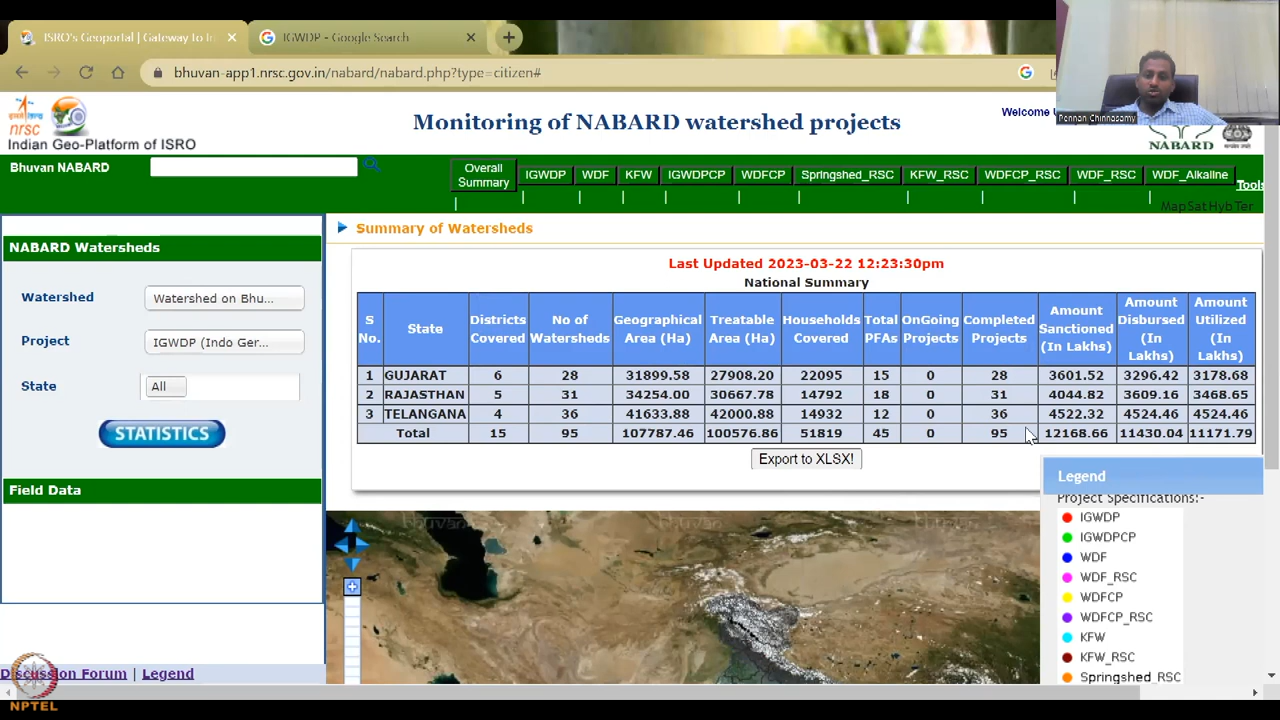 ISRO's Geoportal | Gateway to In
IGWDP - Google Search
bhuvan-app1.nrsc.gov.in/nabard/nabard.php?type=citizen#
Pennan Chinnasamy
nrsc
Indian Geo-Platform of ISRO
Monitoring of NABARD watershed projects
Welcome
NABARD
Bhuvan NABARD
Overall Summary IGWDP WDF KFW IGWDPCP WDFCP Springshed_RSC KFW_RSC WDFCP_RSC WDF_RSC WDF_Alkaline Tools
Map Sat Hyb Ter
NABARD Watersheds
Watershed Watershed on Bhu...
Project IGWDP (Indo Ger...
State All
STATISTICS
Field Data
Discussion Forum | Legend
NPTEL
Summary of Watersheds
Last Updated 2023-03-22 12:23:30pm
National Summary
S No. State Districts Covered No of Watersheds Geographical Area (Ha) Treatable Area (Ha) Households Covered Total PFAs OnGoing Projects Completed Projects Amount Sanctioned (In Lakhs) Amount Disbursed (In Lakhs) Amount Utilized (In Lakhs)
1 GUJARAT 6 28 31899.58 27908.20 22095 15 0 28 3601.52 3296.42 3178.68
2 RAJASTHAN 5 31 34254.00 30667.78 14792 18 0 31 4044.82 3609.16 3468.65
3 TELANGANA 4 36 41633.88 42000.88 14932 12 0 36 4522.32 4524.46 4524.46
Total 15 95 107787.46 100576.86 51819 45 0 95 12168.66 11430.04 11171.79
Export to XLSX!
bhuvan bhuvan bhuvan
Legend
Project Specifications:-
IGWDP
IGWDPCP
WDF
WDF_RSC
WDFCP
WDFCP_RSC
KFW
KFW_RSC
Springshed_RSC